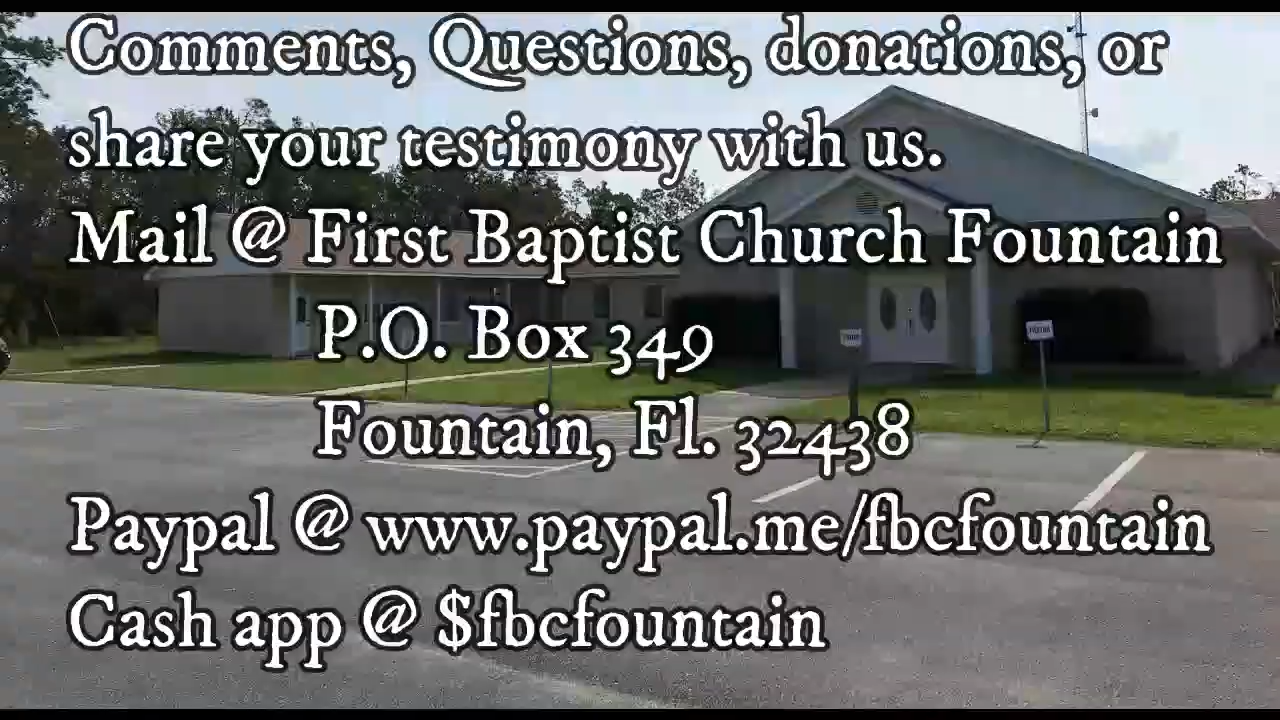 Comments, Questions, donations, or
share your testimony with us.
Mail @ First Baptist Church Fountain
P.O. Box 349
Fountain, Fl. 32438
Paypal @ www.paypal.me/fbcfountain
Cash app @ $fbcfountain